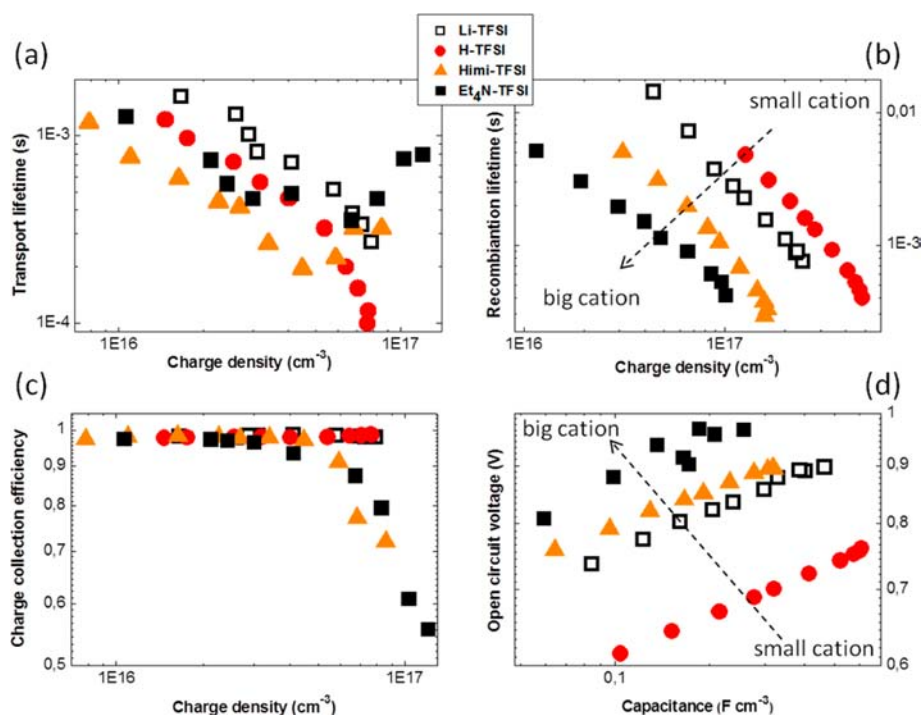 (a)
Li-TFSI
H-TFSI
Himi-TFSI
Et4N-TFSI
(b)
Transport lifetime (s)
1E-3
1E-4
1E16
1E17
Charge density (cm-3)
small cation
big cation
Recombiantion lifetime (s)
0,01
1E-3
1E16
1E17
Charge density (cm-3)
(c)
Charge collection efficiency
1
0,9
0,8
0,7
0,6
0,5
1E16
1E17
Charge density (cm-3)
(d)
big cation
small cation
Open circuit voltage (V)
1
0,9
0,8
0,7
0,6
0,1
Capacitance (F cm-3)